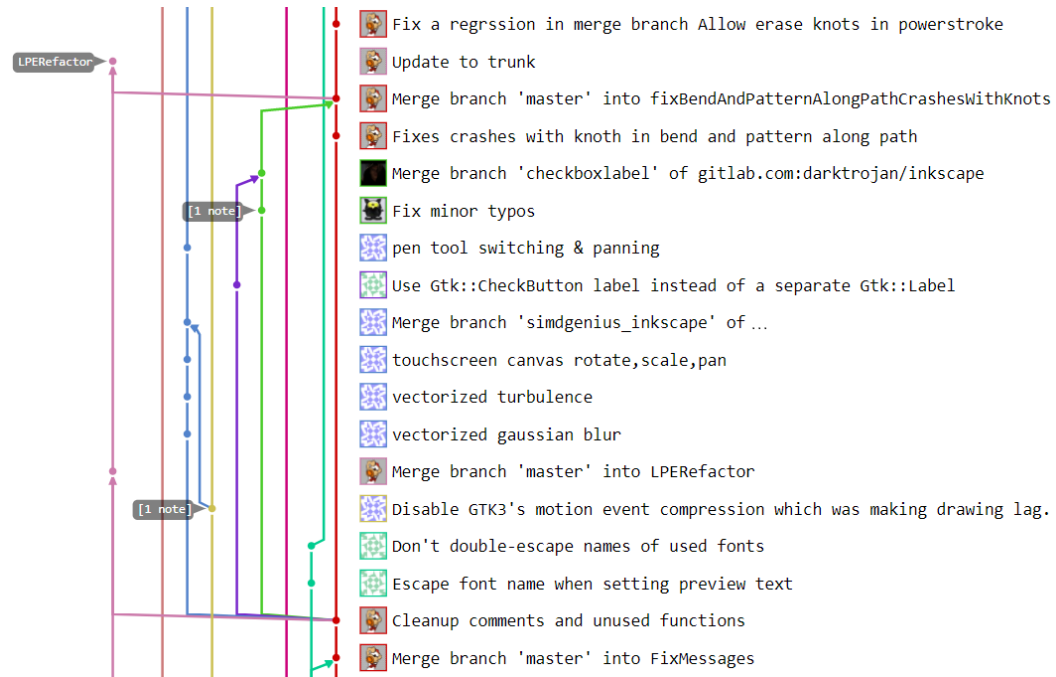 Fix a regrssion in merge branch Allow erase knots in powerstroke
LPERefactor Update to trunk
Merge branch 'master' into fixBendAndPatternAlongPathCrashesWithKnots
Fixes crashes with knoth in bend and pattern along path
Merge branch 'checkboxlabel' of gitlab.com:darktrojan/inkscape
[1 note] Fix minor typos
pen tool switching & panning
Use Gtk::CheckButton label instead of a separate Gtk::Label
Merge branch 'simdgenius_inkscape' of ...
touchscreen canvas rotate,scale,pan
vectorized turbulence
vectorized gaussian blur
Merge branch 'master' into LPERefactor
[1 note] Disable GTK3's motion event compression which was making drawing lag.
Don't double-escape names of used fonts
Escape font name when setting preview text
Cleanup comments and unused functions
Merge branch 'master' into FixMessages